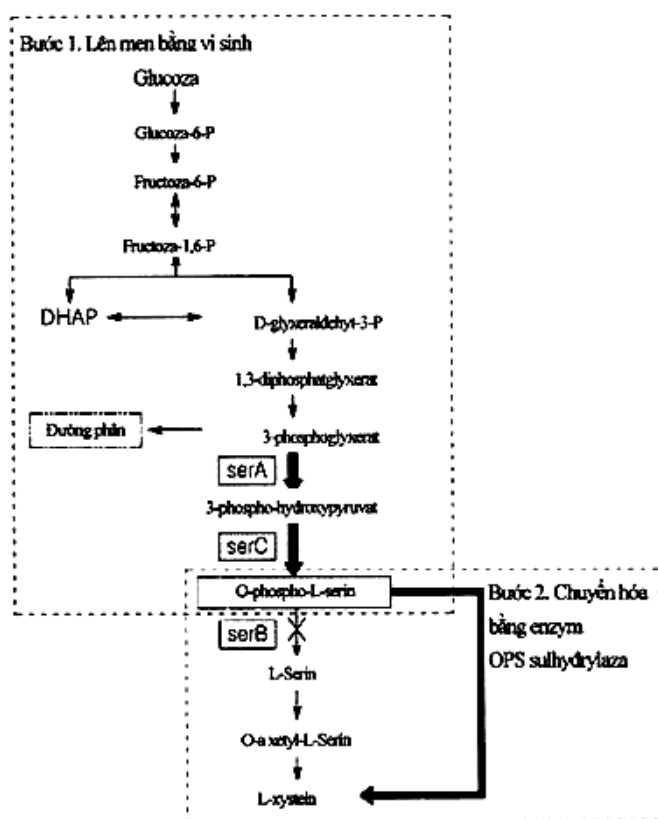 Bước 1. Lên men bằng vi sinh
Glucoza
Glucoza-6-P
Fructoza-6-P
Fructoza-1,6-P
DHAP
D-glyxeraldehyt-3-P
1,3-diphosphatglyxerat
Đường phân
3-phosphoglyxerat
serA
3-phospho-hydroxypyruvat
serC
O-phospho-L-serin
Bước 2. Chuyển hóa
bằng enzym
OPS sulhydrylaza
serB
L-Serin
O-a xetyl-L-Serin
L-xystein